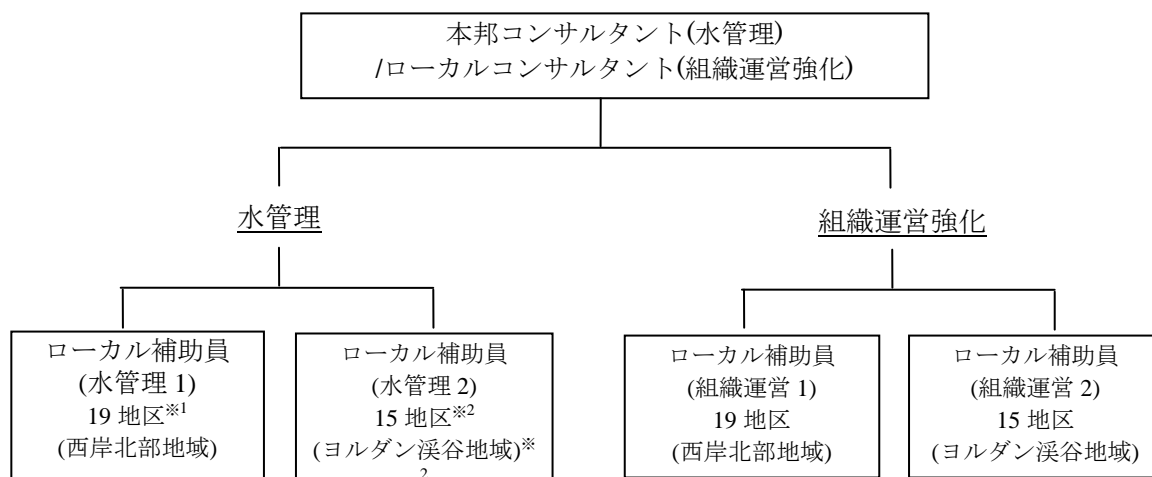 本邦コンサルタント(水管理)
/ローカルコンサルタント(組織運営強化)
水管理
組織運営強化
ローカル補助員
(水管理 1)
19 地区※1
(西岸北部地域)
ローカル補助員
(水管理 2)
15 地区※2
(ヨルダン渓谷地域)※
2
ローカル補助員
(組織運営 1)
19 地区
(西岸北部地域)
ローカル補助員
(組織運営 2)
15 地区
(ヨルダン渓谷地域)